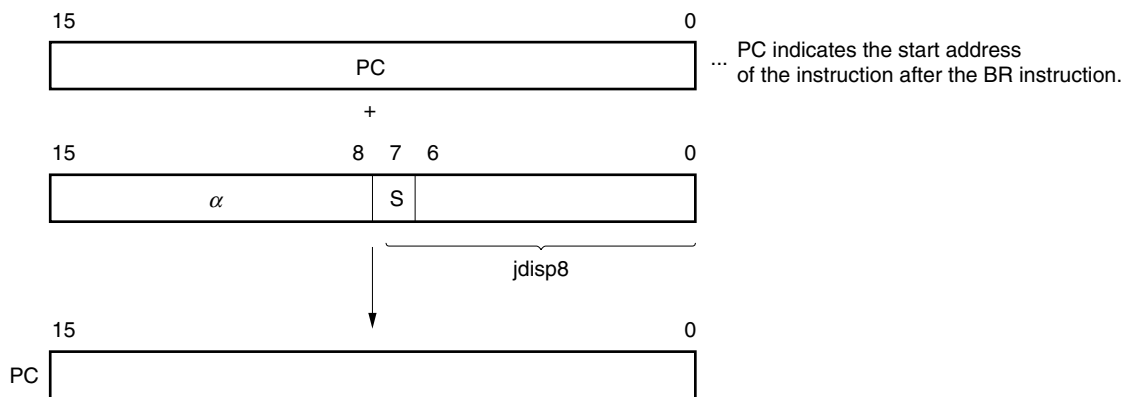 15 0
PC
... PC indicates the start address
of the instruction after the BR instruction.
+
15 8 7 6 0
α S
jdisp8
15 0
PC